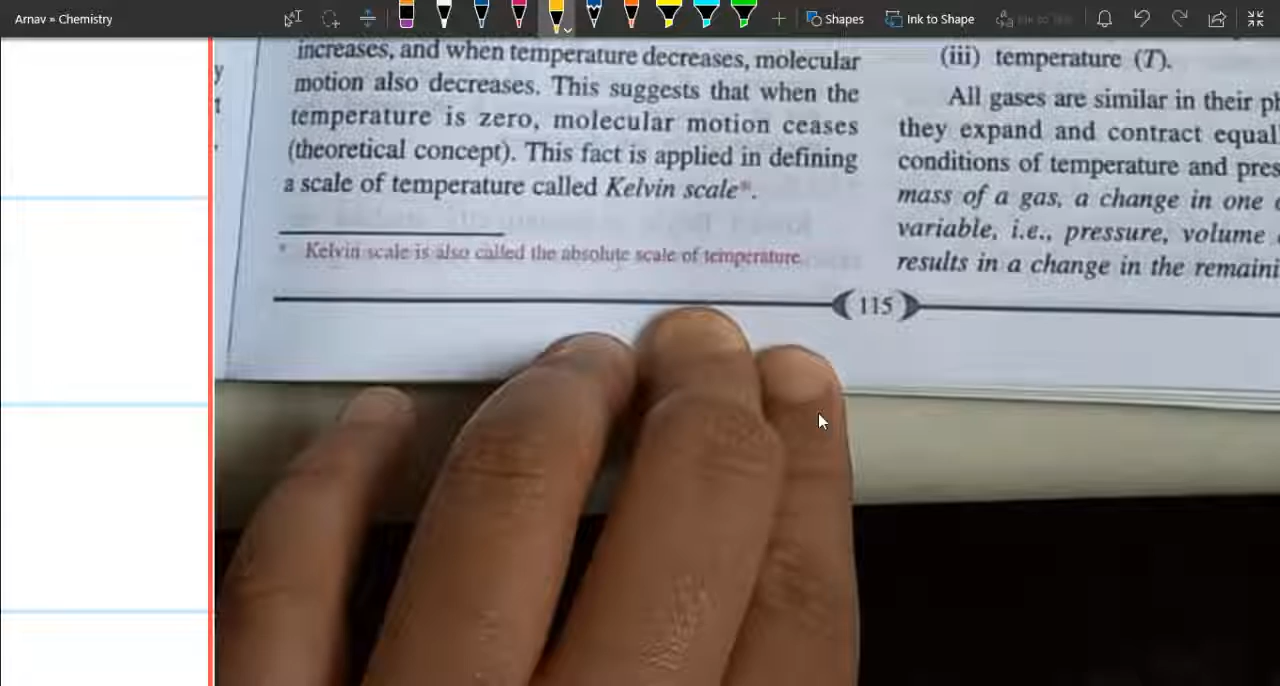 Arnav » Chemistry
Shapes
Ink to Shape
y
t
increases, and when temperature decreases, molecular
motion also decreases. This suggests that when the
temperature is zero, molecular motion ceases
(theoretical concept). This fact is applied in defining
a scale of temperature called Kelvin scale*.
* Kelvin scale is also called the absolute scale of temperature.
(iii) temperature (T).
All gases are similar in their
they expand and contract
conditions of temperature and
mass of a gas, a change in one
variable, i.e., pressure, volume
results in a change in the
115